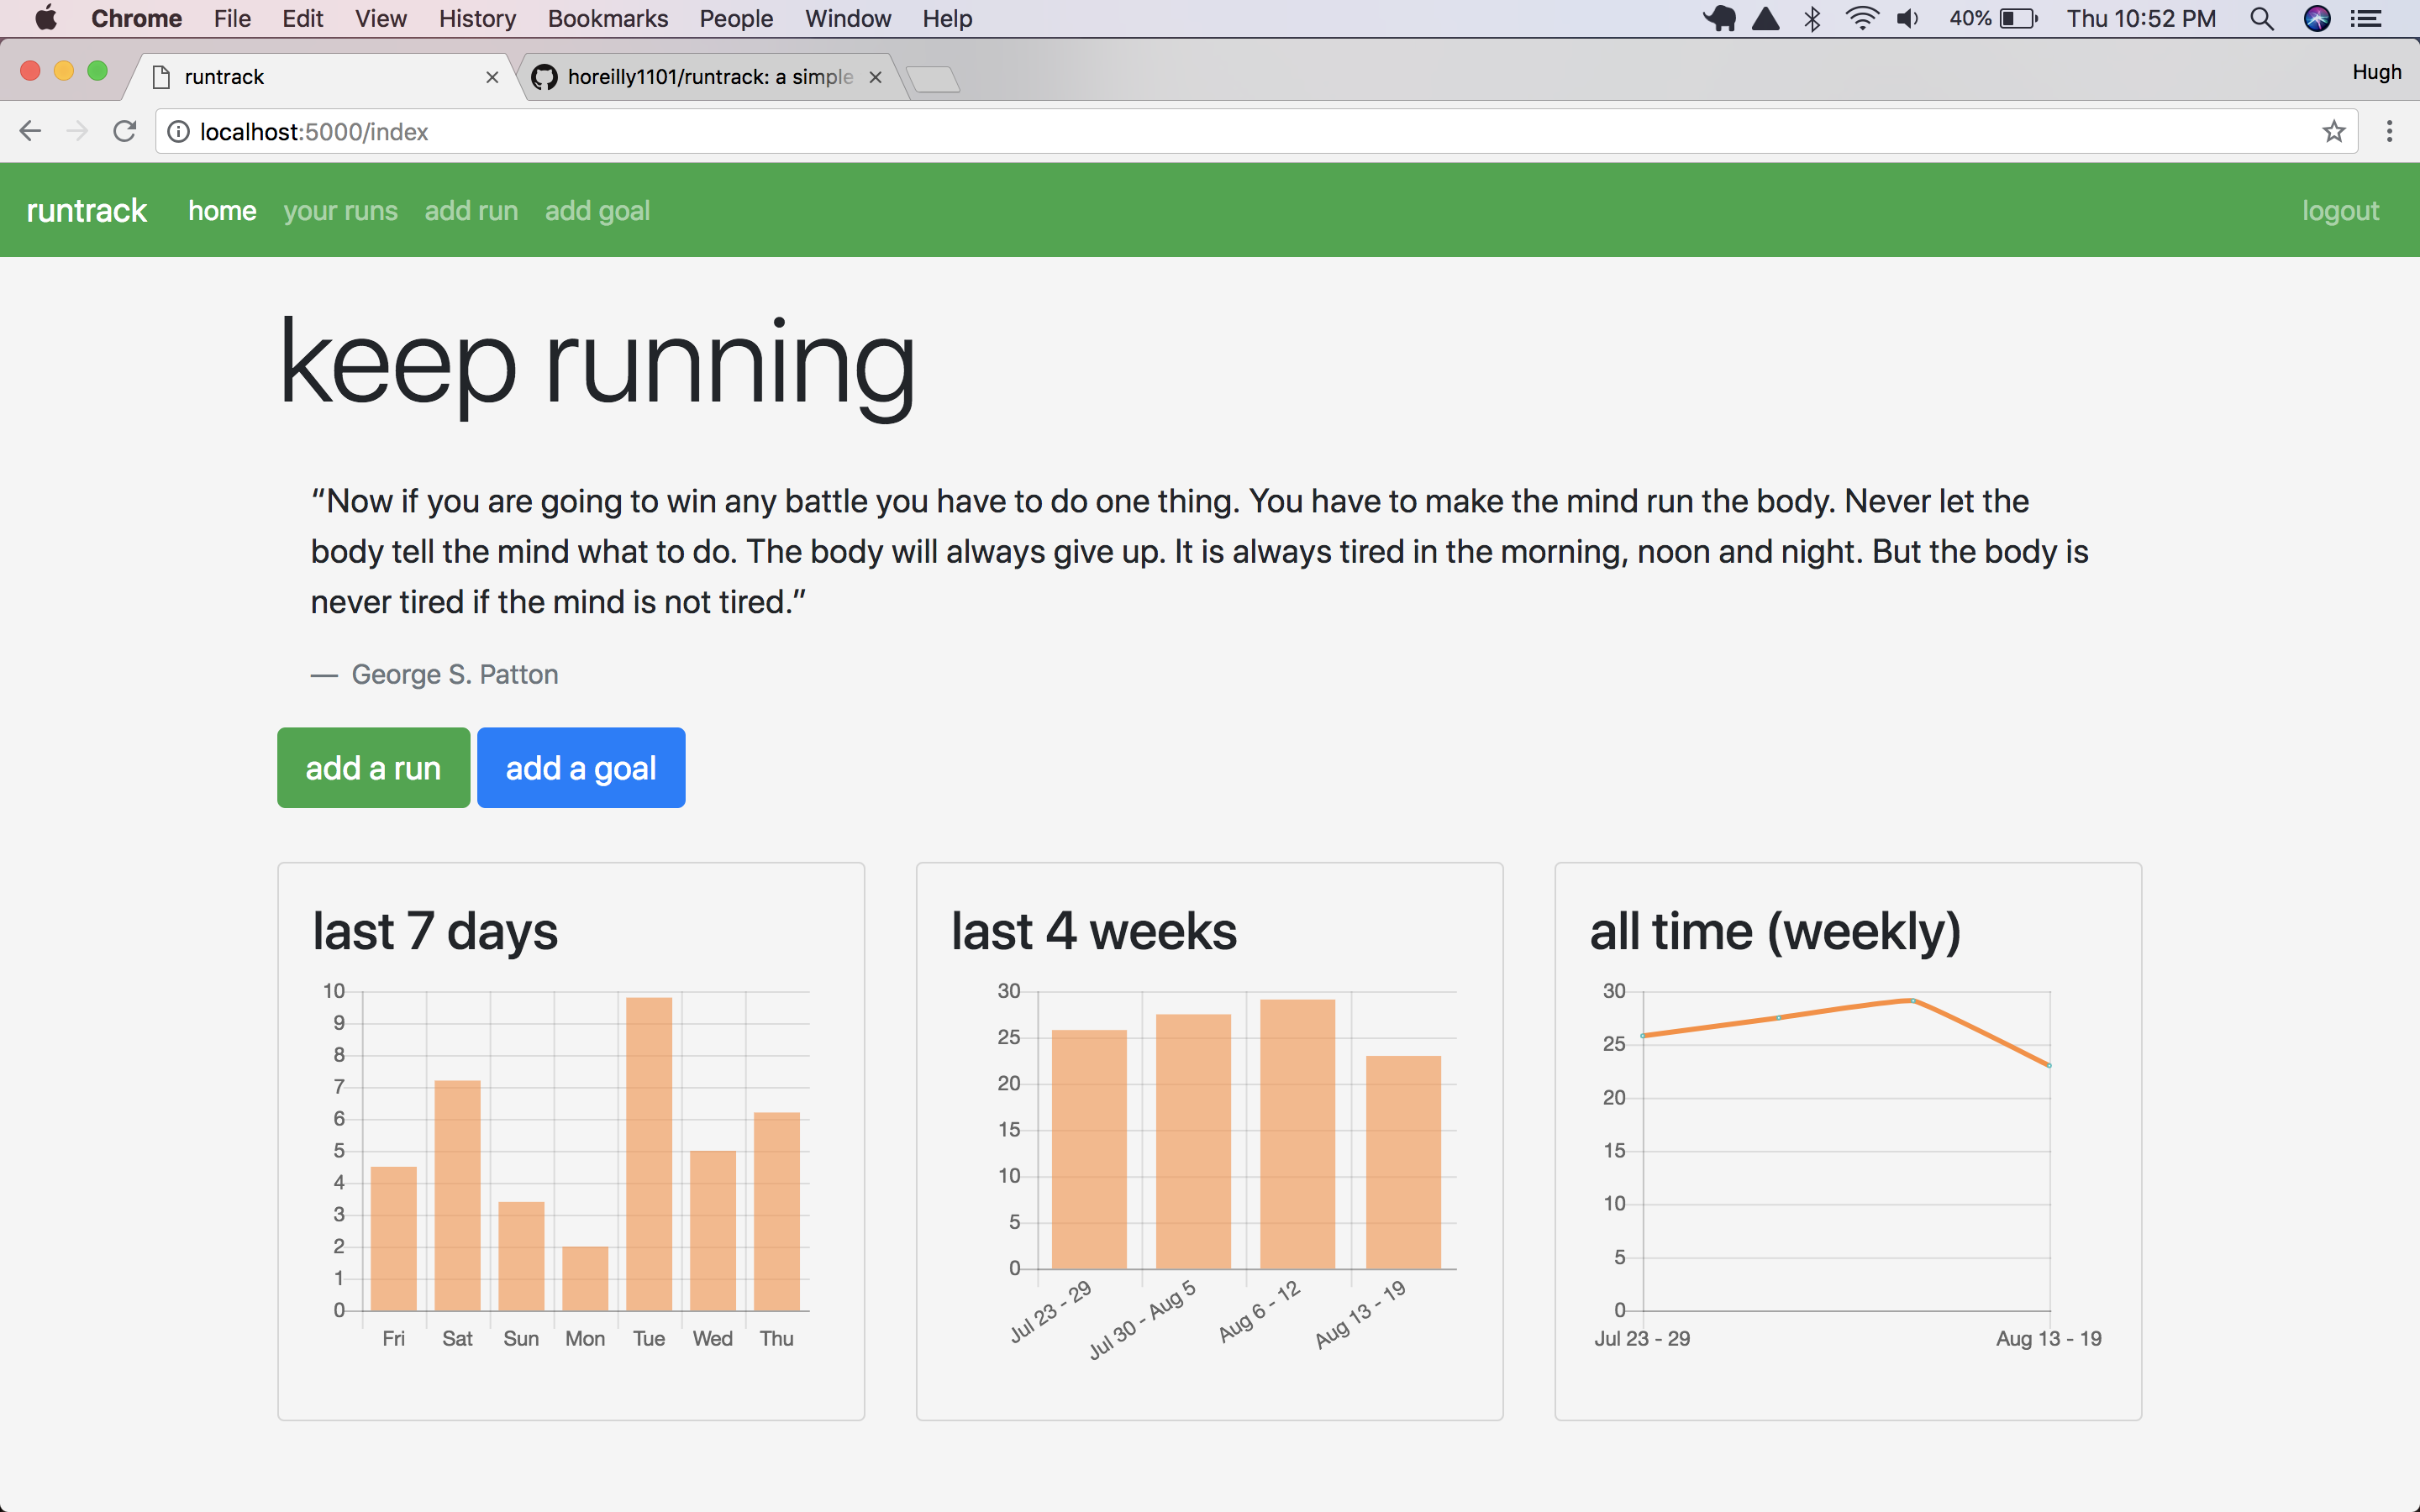 Chrome File Edit View History Bookmarks People Window Help 40% Thu 10:52 PM
runtrack horeilly1101/runtrack: a simple Hugh
localhost:5000/index
runtrack home your runs add run add goal logout
keep running
“Now if you are going to win any battle you have to do one thing. You have to make the mind run the body. Never let the
body tell the mind what to do. The body will always give up. It is always tired in the morning, noon and night. But the body is
never tired if the mind is not tired.”
— George S. Patton
add a run add a goal
last 7 days
10
9
8
7
6
5
4
3
2
1
0
Fri Sat Sun Mon Tue Wed Thu
last 4 weeks
30
25
20
15
10
5
0
Jul 23 - 29 Jul 30 - Aug 5 Aug 6 - 12 Aug 13 - 19
all time (weekly)
30
25
20
15
10
5
0
Jul 23 - 29 Aug 13 - 19